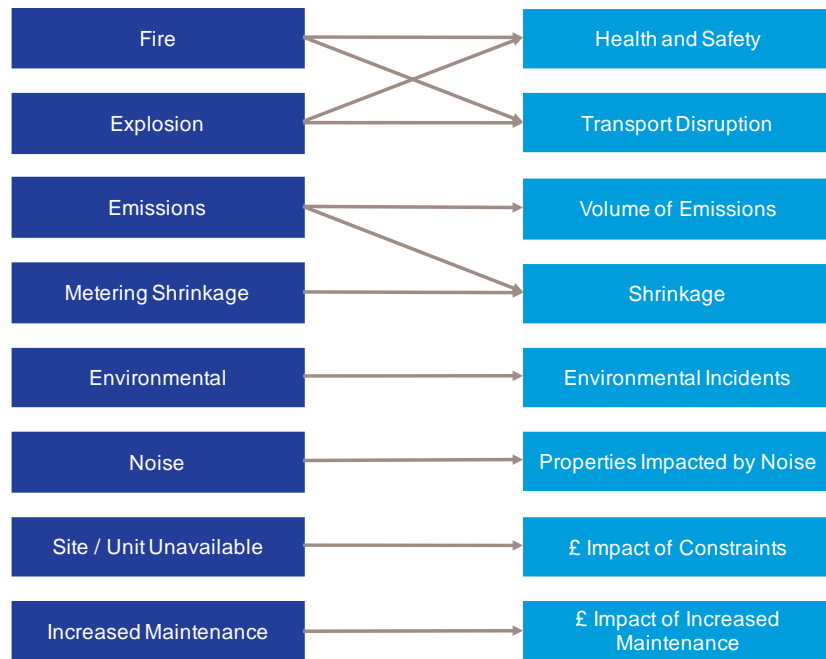 Fire
Health and Safety
Explosion
Transport Disruption
Emissions
Volume of Emissions
Metering Shrinkage
Shrinkage
Environmental
Environmental Incidents
Noise
Properties Impacted by Noise
Site / Unit Unavailable
£ Impact of Constraints
Increased Maintenance
£ Impact of Increased
Maintenance